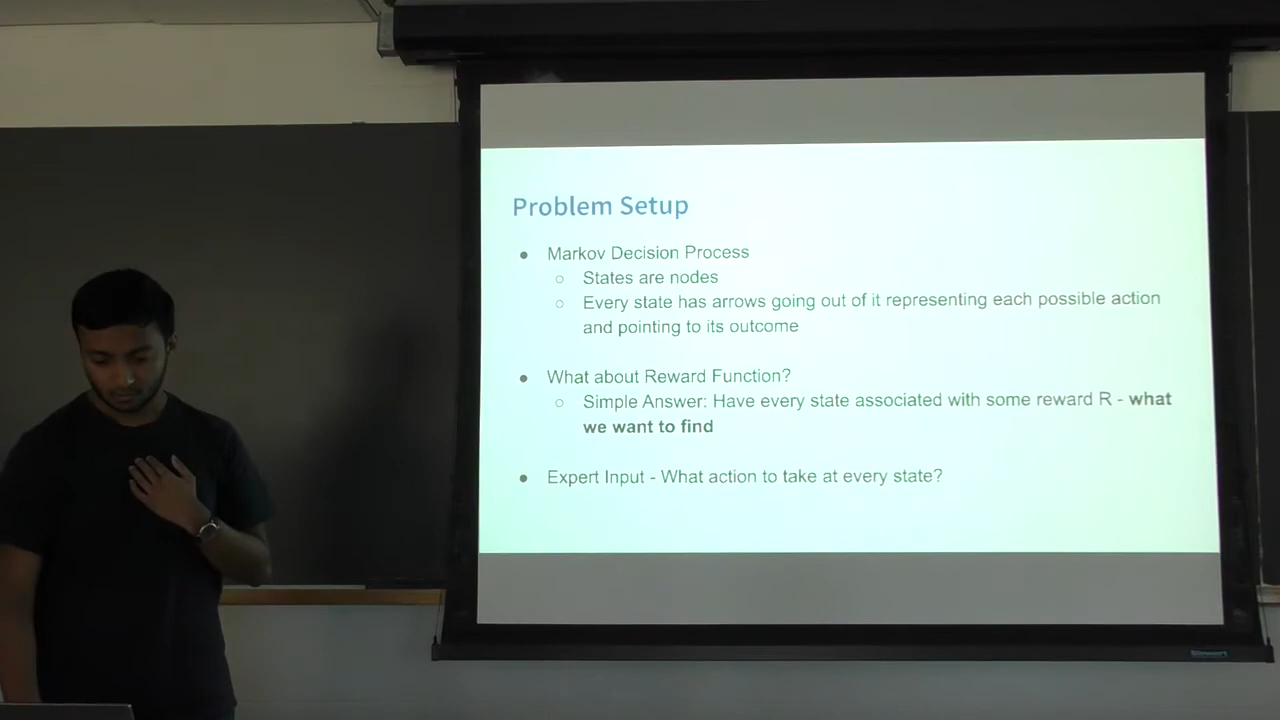 Problem Setup
● Markov Decision Process
○ States are nodes
○ Every state has arrows going out of it representing each possible action
and pointing to its outcome
● What about Reward Function?
○ Simple Answer: Have every state associated with some reward R - what
we want to find
● Expert Input - What action to take at every state?
Stewart